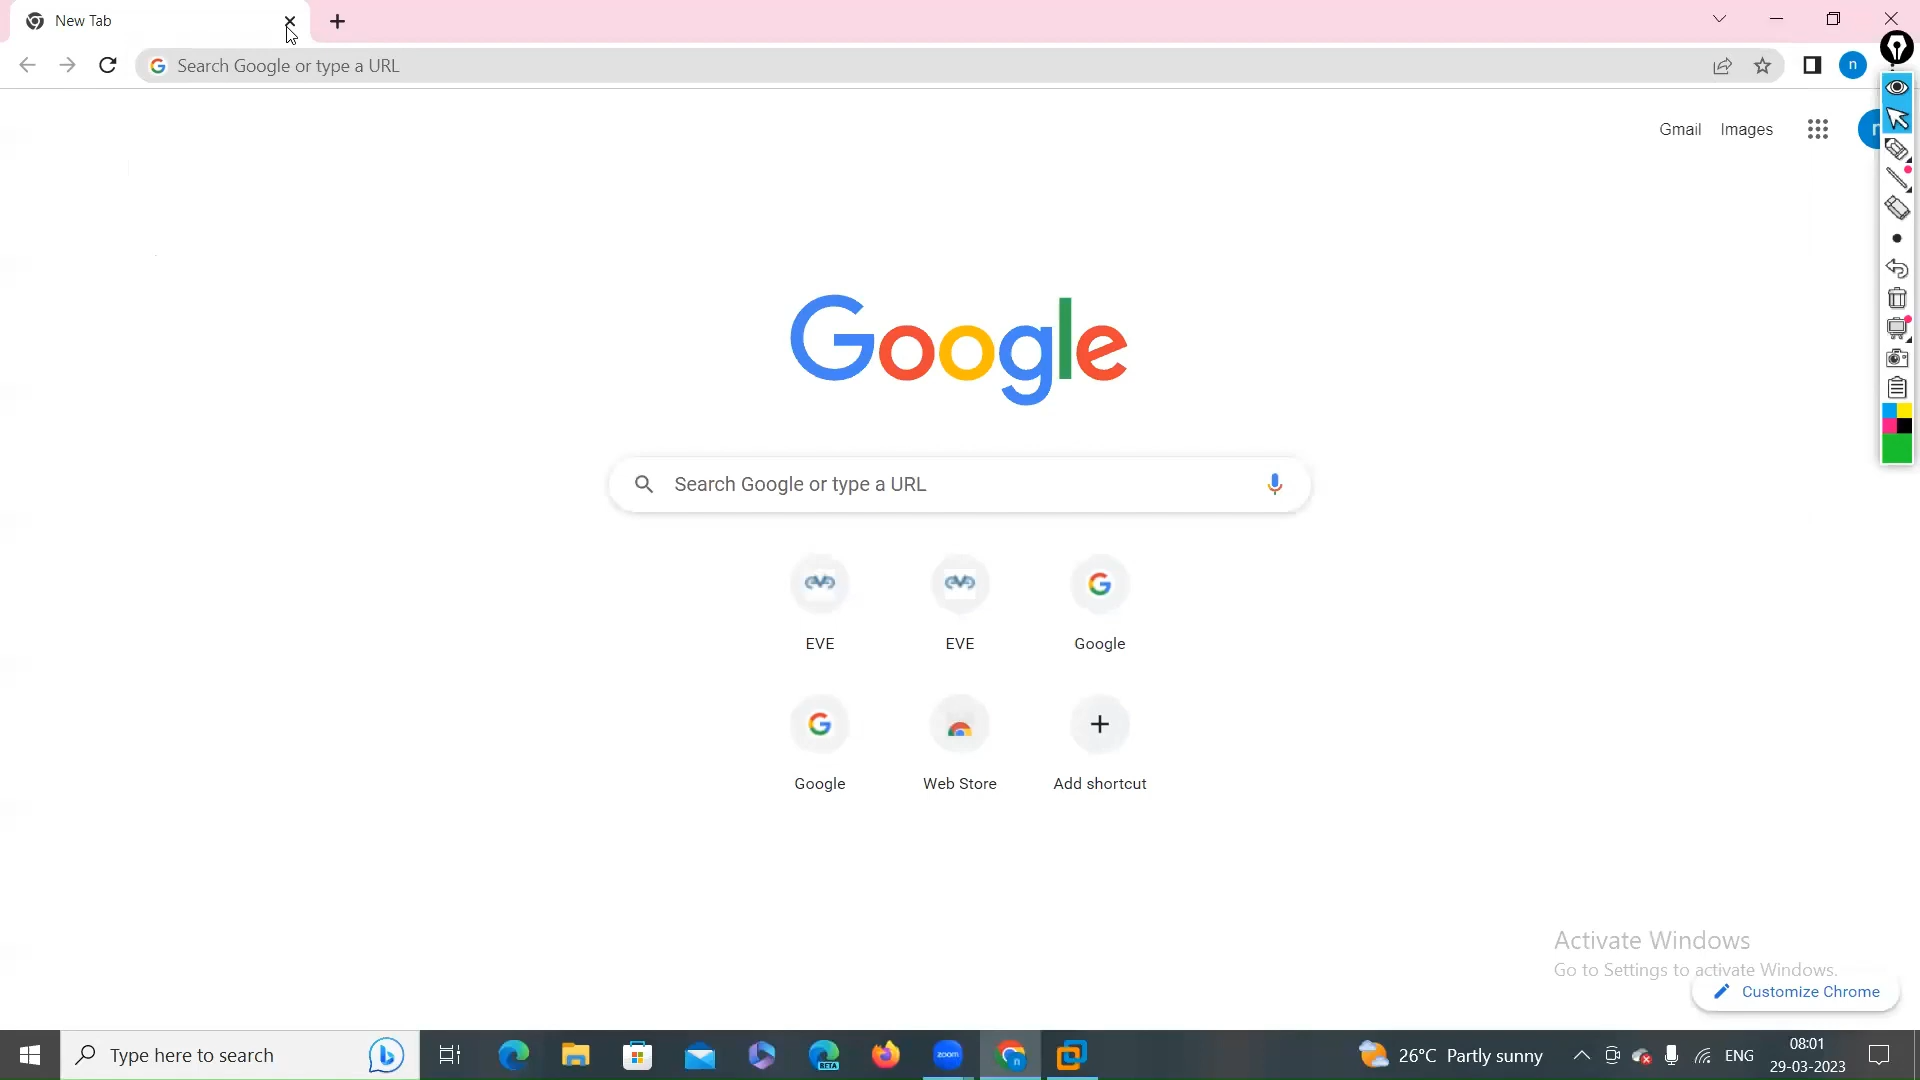 New Tab
Search Google or type a URL
n
Gmail Images
Google
Search Google or type a URL
EVE EVE Google
Google Web Store Add shortcut
Activate Windows
Go to Settings to activate Windows.
Customize Chrome
Type here to search
BETA
zoom
n
26°C Partly sunny
ENG
08:01
29-03-2023